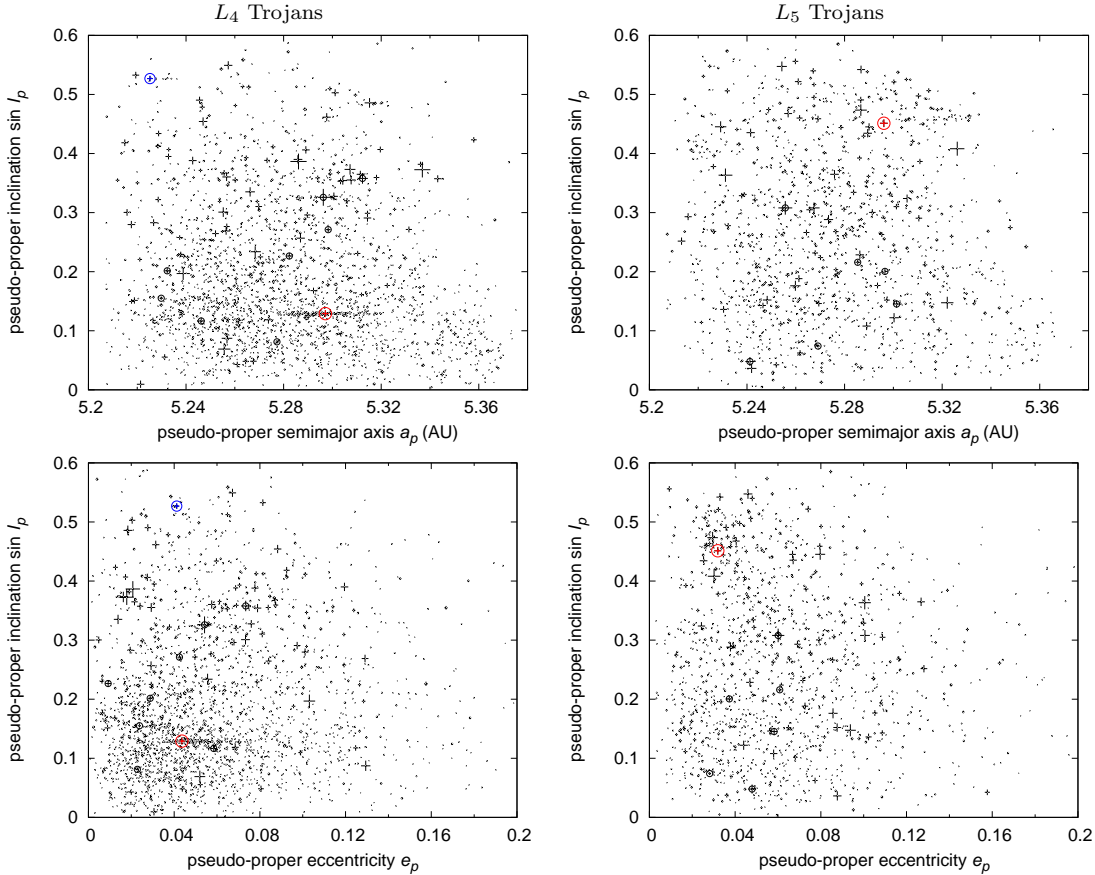 L4 Trojans
L5 Trojans
0.6
0.5
0.4
0.3
0.2
0.1
0
pseudo-proper inclination sin Ip
5.2 5.24 5.28 5.32 5.36
pseudo-proper semimajor axis ap (AU)
0.6
0.5
0.4
0.3
0.2
0.1
0
pseudo-proper inclination sin Ip
5.2 5.24 5.28 5.32 5.36
pseudo-proper semimajor axis ap (AU)
0.6
0.5
0.4
0.3
0.2
0.1
0
pseudo-proper inclination sin Ip
0 0.04 0.08 0.12 0.16 0.2
pseudo-proper eccentricity ep
0.6
0.5
0.4
0.3
0.2
0.1
0
pseudo-proper inclination sin Ip
0 0.04 0.08 0.12 0.16 0.2
pseudo-proper eccentricity ep